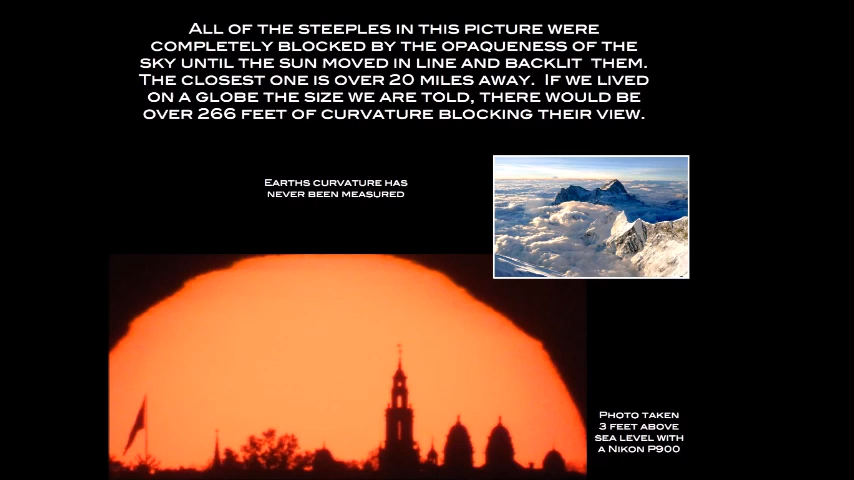 All of the steeples in this picture were
completely blocked by the opaqueness of the
sky until the sun moved in line and backlit them.
The closest one is over 20 miles away. If we lived
on a globe the size we are told, there would be
over 266 feet of curvature blocking their view.
Earths curvature has
never been measured
Photo taken
3 feet above
sea level with
a Nikon P900